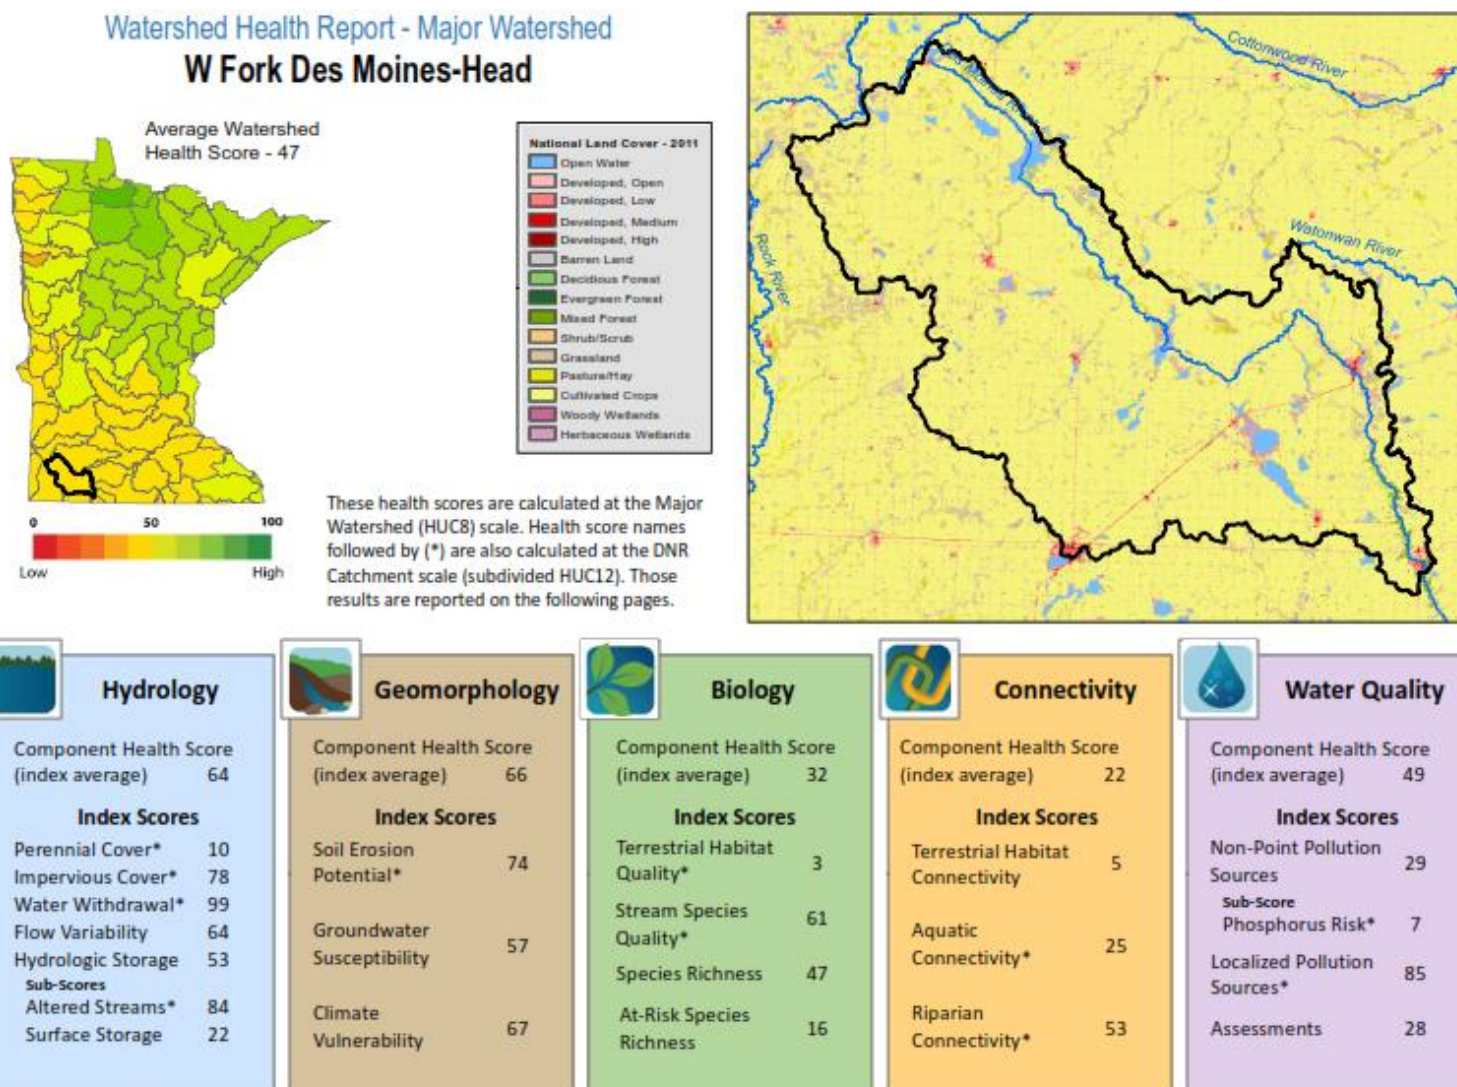 Watershed Health Report - Major Watershed
W Fork Des Moines-Head
Average Watershed
Health Score - 47
0
50
100
Low
High
National Land Cover - 2011
Open Water
Developed, Open
Developed, Low
Developed, Medium
Developed, High
Barren Land
Decidious Forest
Evergreen Forest
Mixed Forest
Shrub/Scrub
Grassland
Pasture/Hay
Cultivated Crops
Woody Wetlands
Herbaceous Wetlands
These health scores are calculated at the Major
Watershed (HUC8) scale. Health score names
followed by (*) are also calculated at the DNR
Catchment scale (subdivided HUC12). Those
results are reported on the following pages.
Cottonwood River
Des Moines River
Watonwan River
Rock River
Hydrology
Component Health Score
(index average) 64
Index Scores
Perennial Cover* 10
Impervious Cover* 78
Water Withdrawal* 99
Flow Variability 64
Hydrologic Storage 53
Sub-Scores
Altered Streams* 84
Surface Storage 22
Geomorphology
Component Health Score
(index average) 66
Index Scores
Soil Erosion
Potential* 74
Groundwater
Susceptibility 57
Climate
Vulnerability 67
Biology
Component Health Score
(index average) 32
Index Scores
Terrestrial Habitat
Quality* 3
Stream Species
Quality* 61
Species Richness 47
At-Risk Species
Richness 16
Connectivity
Component Health Score
(index average) 22
Index Scores
Terrestrial Habitat
Connectivity 5
Aquatic
Connectivity* 25
Riparian
Connectivity* 53
Water Quality
Component Health Score
(index average) 49
Index Scores
Non-Point Pollution
Sources 29
Sub-Score
Phosphorus Risk* 7
Localized Pollution
Sources* 85
Assessments 28